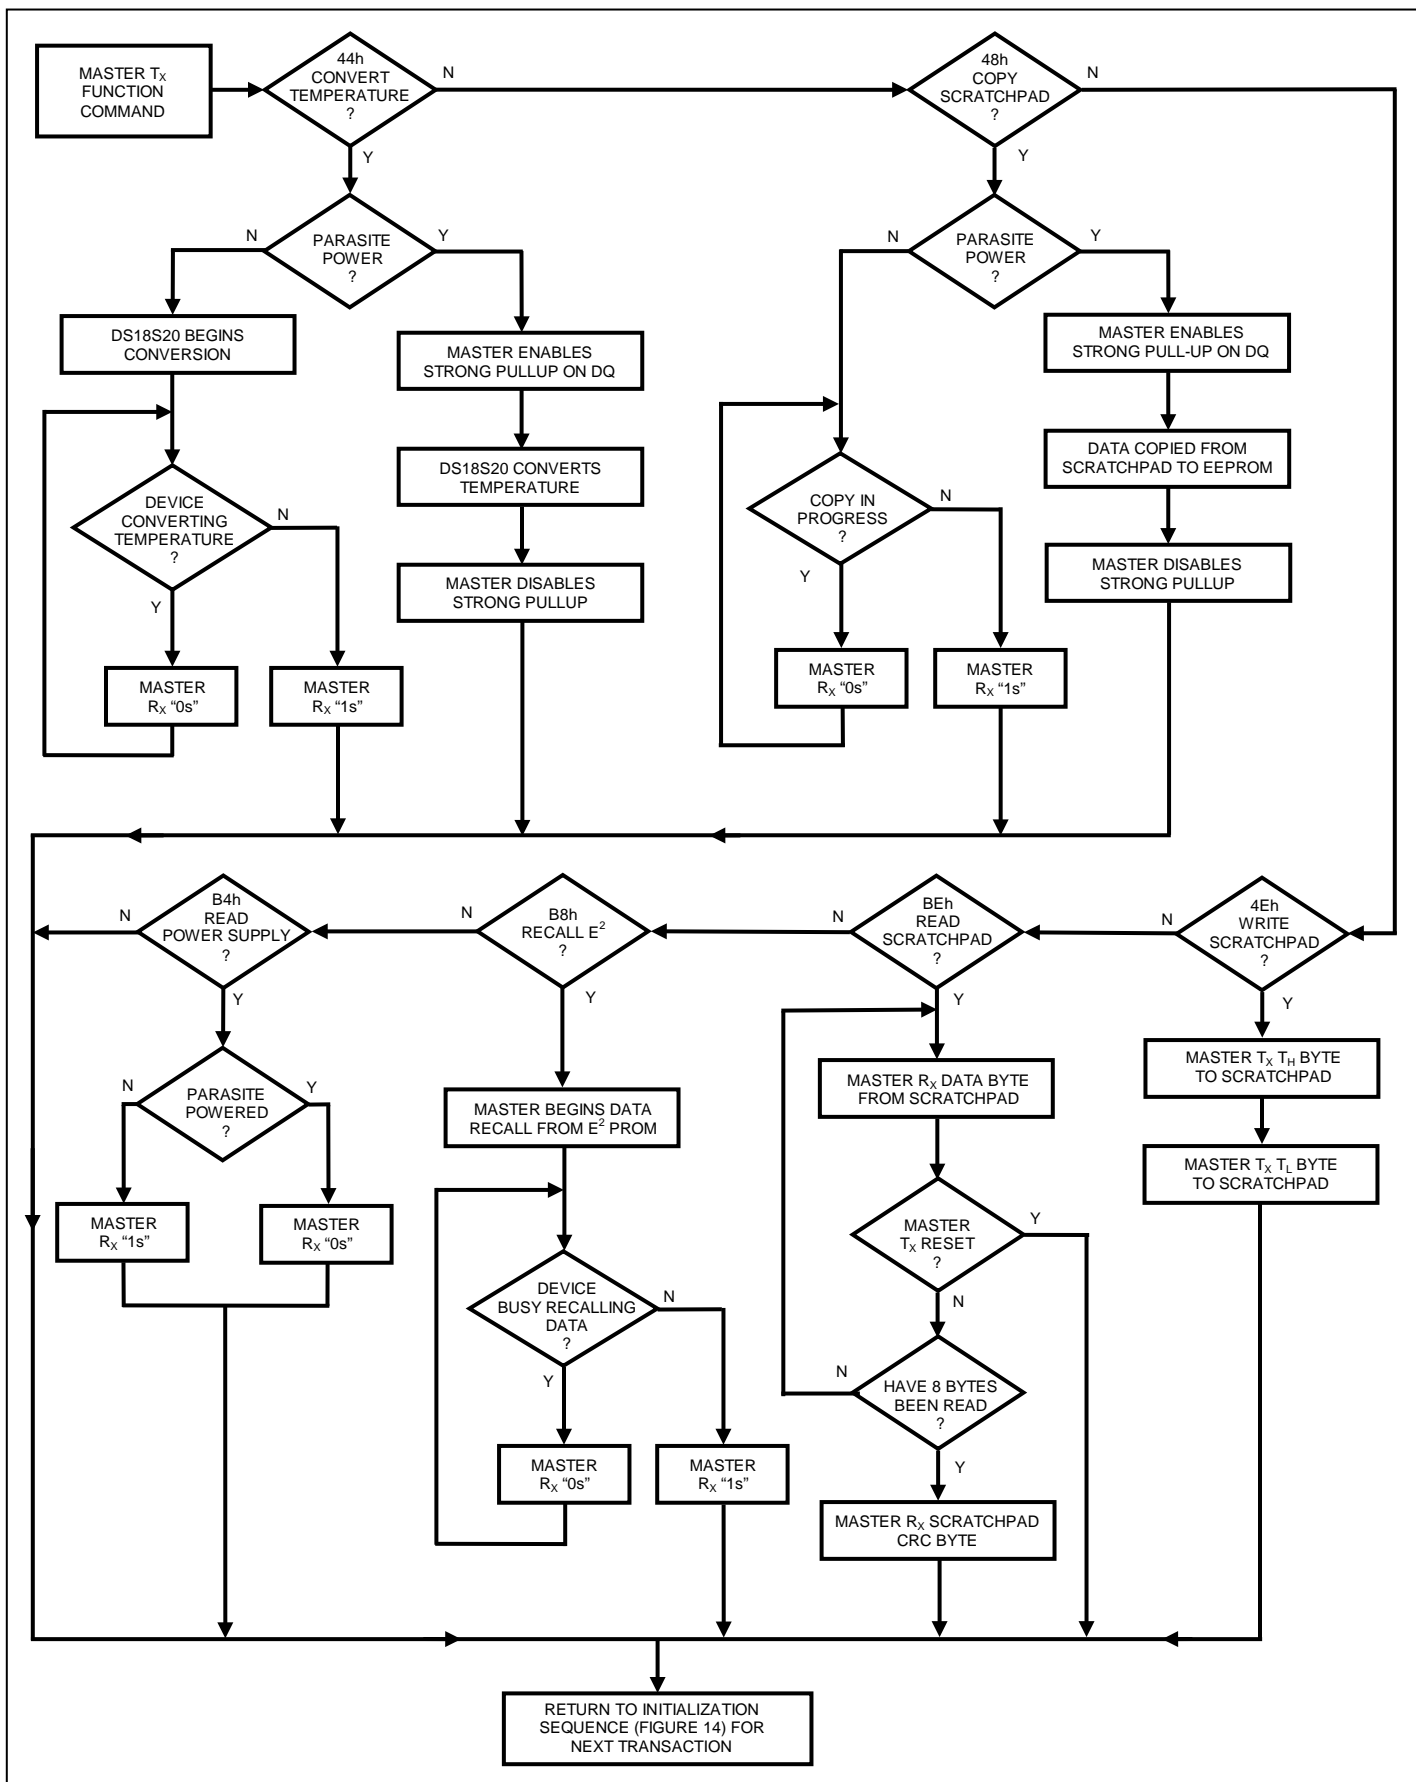 MASTER TX
FUNCTION
COMMAND
44h
CONVERT
TEMPERATURE
?
N
Y
48h
COPY
SCRATCHPAD
?
N
Y
PARASITE
POWER
?
N
Y
DS18S20 BEGINS
CONVERSION
MASTER ENABLES
STRONG PULLUP ON DQ
DS18S20 CONVERTS
TEMPERATURE
DEVICE
CONVERTING
TEMPERATURE
?
N
Y
MASTER DISABLES
STRONG PULLUP
MASTER
RX “0s”
MASTER
RX “1s”
PARASITE
POWER
?
N
Y
MASTER ENABLES
STRONG PULL-UP ON DQ
DATA COPIED FROM
SCRATCHPAD TO EEPROM
COPY IN
PROGRESS
?
N
Y
MASTER DISABLES
STRONG PULLUP
MASTER
RX “0s”
MASTER
RX “1s”
B4h
READ
POWER SUPPLY
?
N
Y
B8h
RECALL E2
?
N
Y
BEh
READ
SCRATCHPAD
?
N
Y
4Eh
WRITE
SCRATCHPAD
?
N
Y
PARASITE
POWERED
?
N
Y
MASTER
RX “1s”
MASTER
RX “0s”
MASTER BEGINS DATA
RECALL FROM E2 PROM
DEVICE
BUSY RECALLING
DATA
?
N
Y
MASTER
RX “0s”
MASTER
RX “1s”
MASTER RX DATA BYTE
FROM SCRATCHPAD
MASTER
TX RESET
?
Y
N
HAVE 8 BYTES
BEEN READ
?
N
Y
MASTER RX SCRATCHPAD
CRC BYTE
MASTER TX TH BYTE
TO SCRATCHPAD
MASTER TX TL BYTE
TO SCRATCHPAD
RETURN TO INITIALIZATION
SEQUENCE (FIGURE 14) FOR
NEXT TRANSACTION